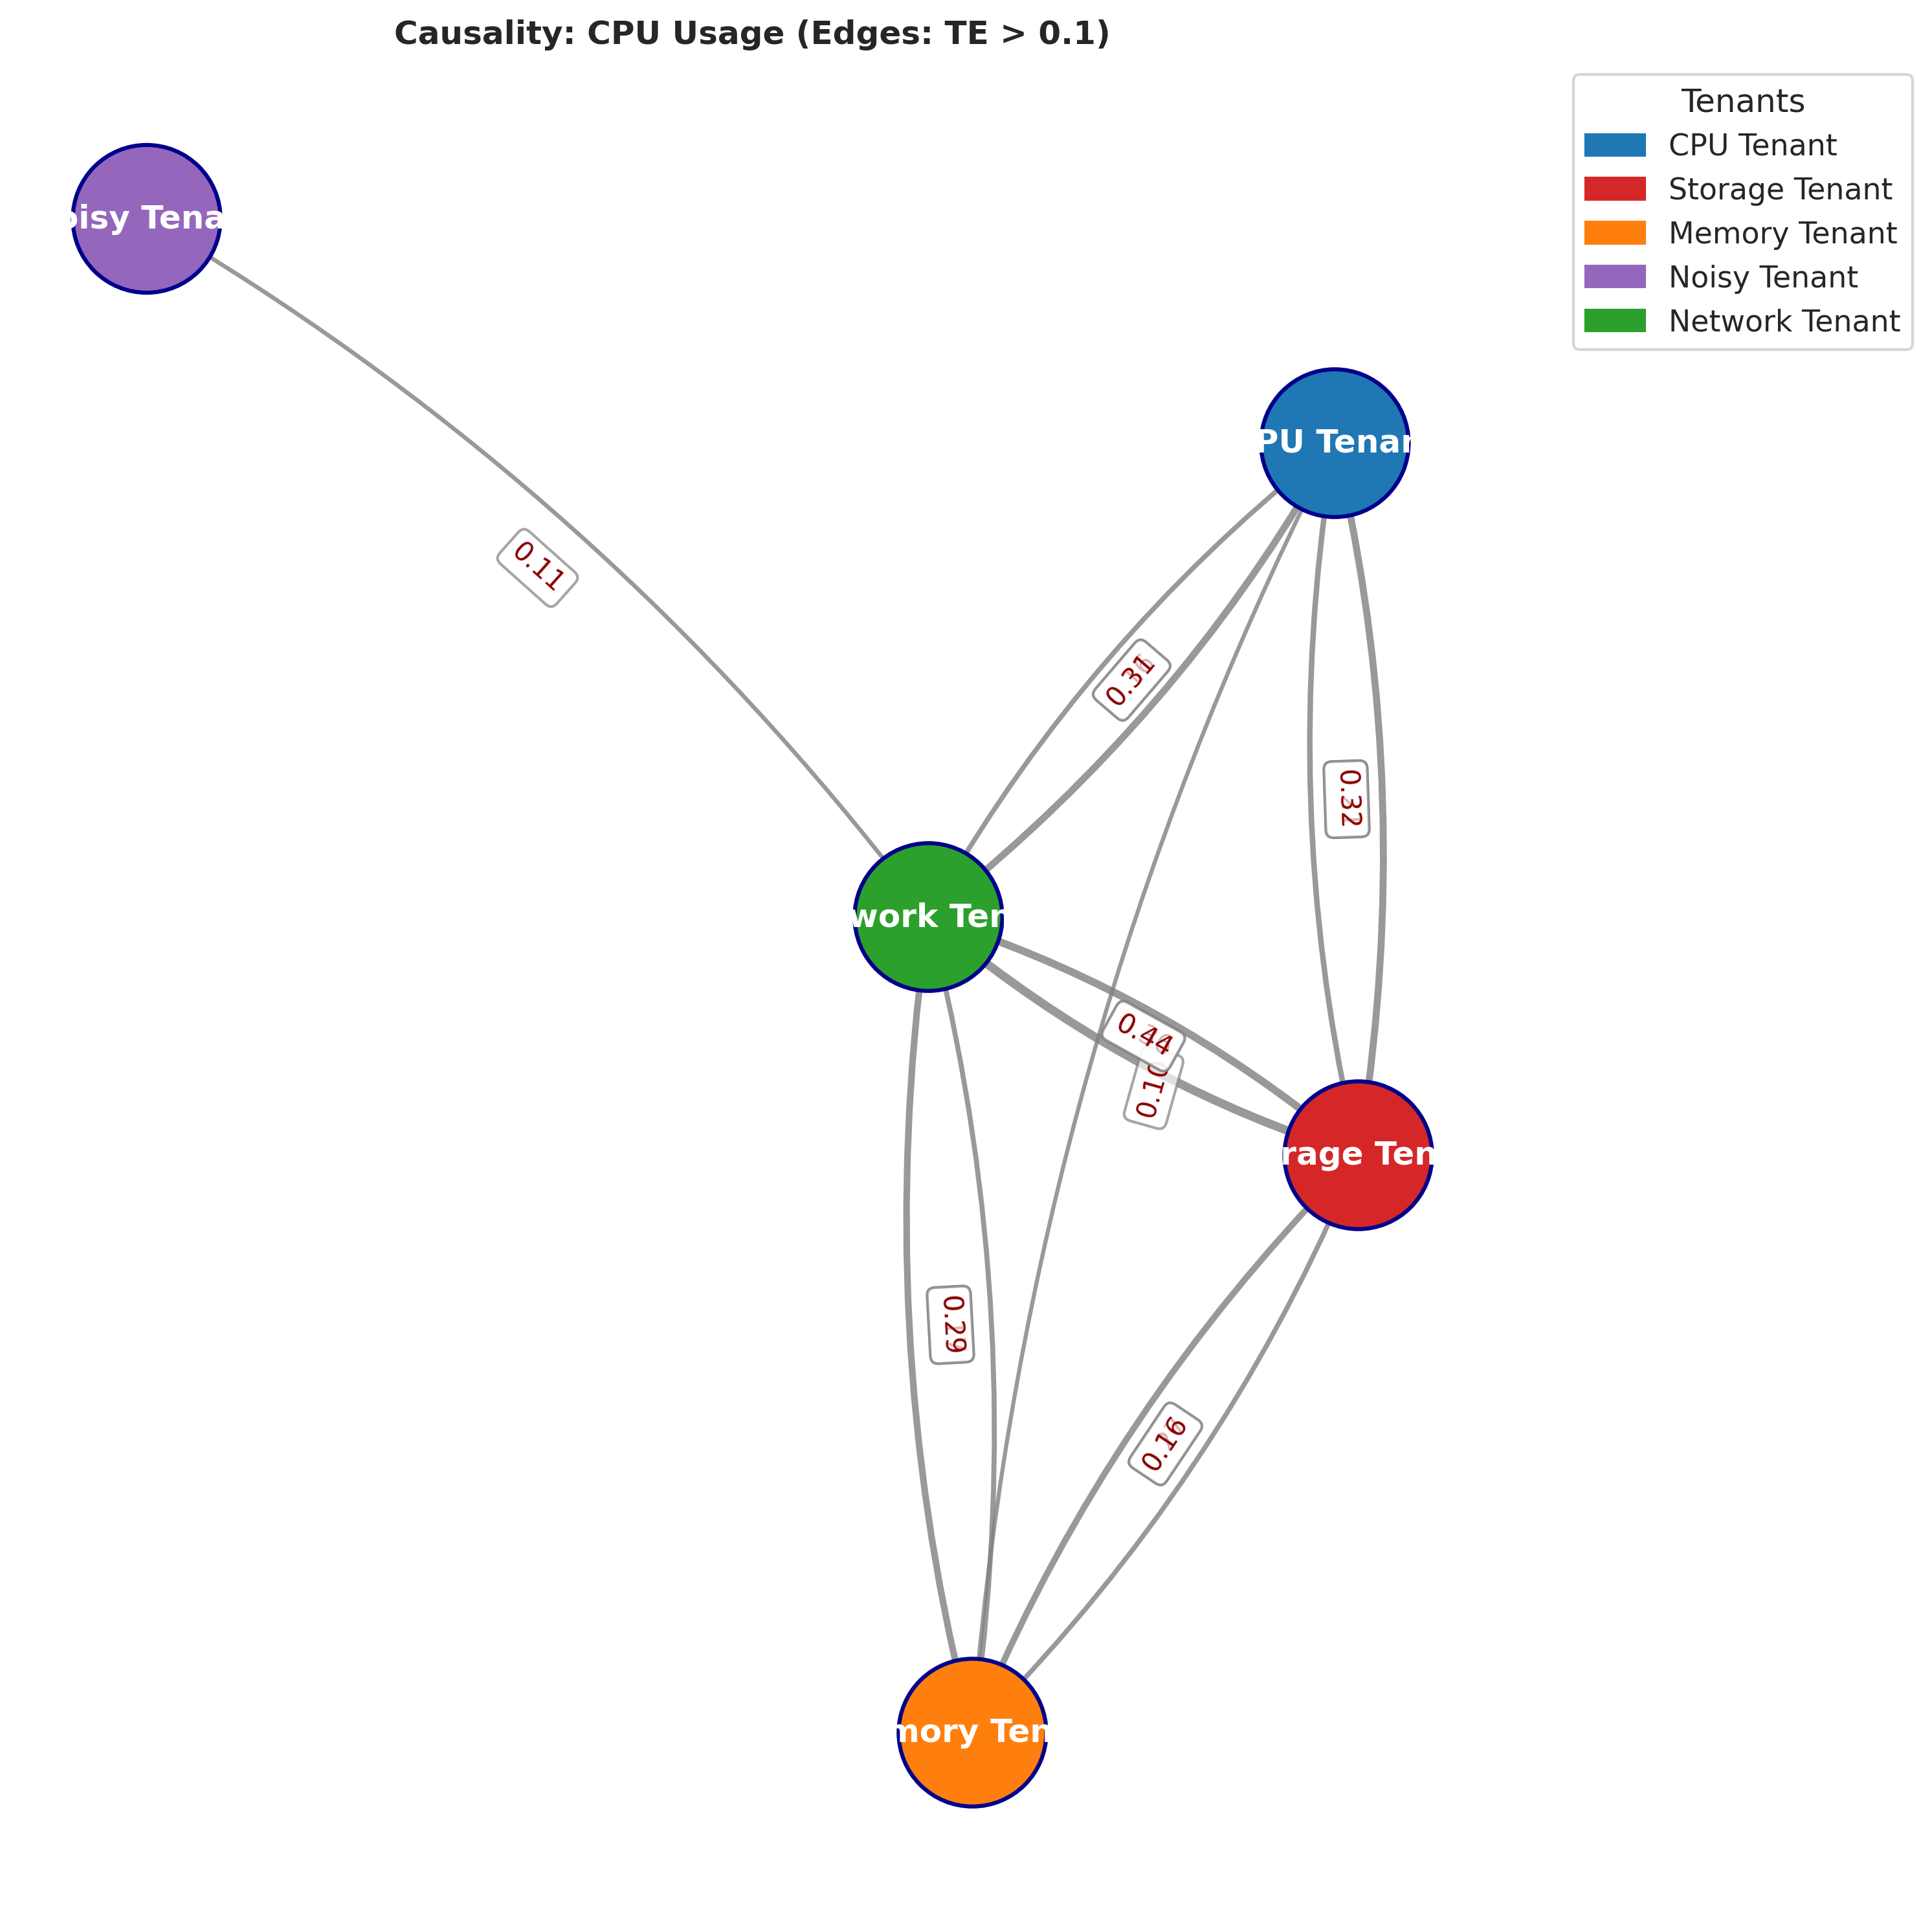 Causality: CPU Usage (Edges: TE > 0.1)
Tenants
CPU Tenant
Storage Tenant
Memory Tenant
Noisy Tenant
Network Tenant
oisy Tena
PU Tenan
0.11
0.31
0.32
work Ten
0.44
0.10
rage Ten
0.29
0.16
mory Ten